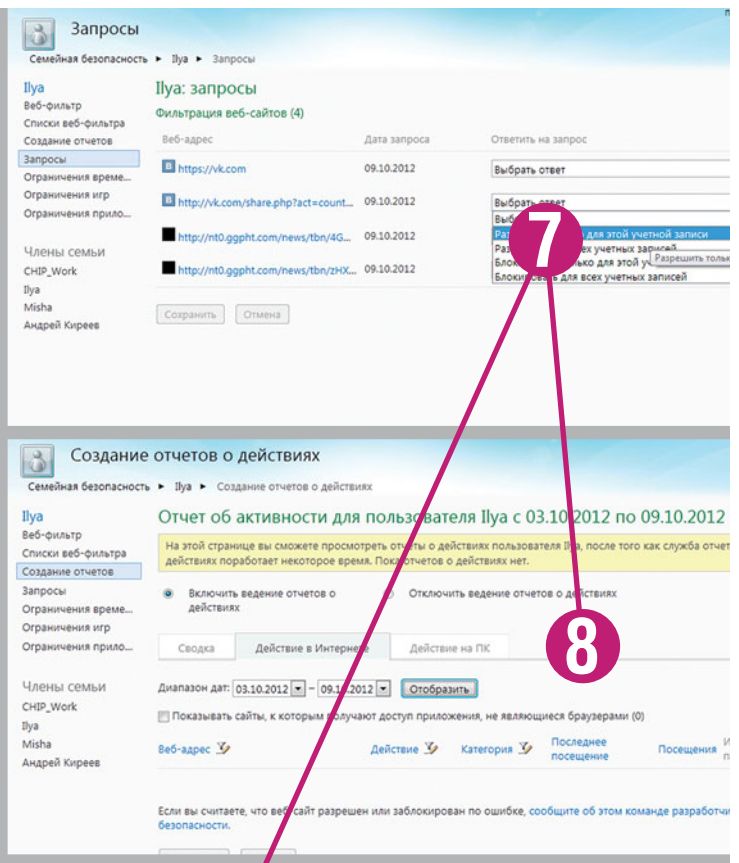 Запросы
Семейная безопасность ► Ilya ► Запросы
Ilya
Веб-фильтр
Списки веб-фильтра
Создание отчетов
Запросы
Ограничения време...
Ограничения игр
Ограничения прило...
Члены семьи
CHIP_Work
Ilya
Misha
Андрей Киреев
Ilya: запросы
Фильтрация веб-сайтов (4)
Веб-адрес Дата запроса Ответить на запрос
https://vk.com 09.10.2012 Выбрать ответ
http://vk.com/share.php?act=count... 09.10.2012 Выбрать ответ
http://nt0.ggpht.com/news/tbn/4G... 09.10.2012 для этой учетной записи
учетных записей
Разрешить тольк
http://nt0.ggpht.com/news/tbn/zHX... 09.10.2012 для всех учетных записей
Сохранить Отмена
7
Создание отчетов о действиях
Семейная безопасность ► Ilya ► Создание отчетов о действиях
Ilya
Веб-фильтр
Списки веб-фильтра
Создание отчетов
Запросы
Ограничения време...
Ограничения игр
Ограничения прило...
Члены семьи
CHIP_Work
Ilya
Misha
Андрей Киреев
Отчет об активности для пользователя Ilya с 03.10.2012 по 09.10.2012
На этой странице вы сможете просмотреть отчеты о действиях пользователя Ilya, после того как служба отчет
действиях поработает некоторое время. Пока отчетов о действиях нет.
Включить ведение отчетов о Отключить ведение отчетов о действиях
действиях
Сводка Действие в Интернете Действие на ПК
8
Диапазон дат: 03.10.2012 – 09.10.2012 Отобразить
Показывать сайты, к которым получают доступ приложения, не являющиеся браузерами (0)
Веб-адрес Действие Категория Последнее Посещения
посещение
Если вы считаете, что веб-сайт разрешен или заблокирован по ошибке, сообщите об этом команде разработчи
безопасности.